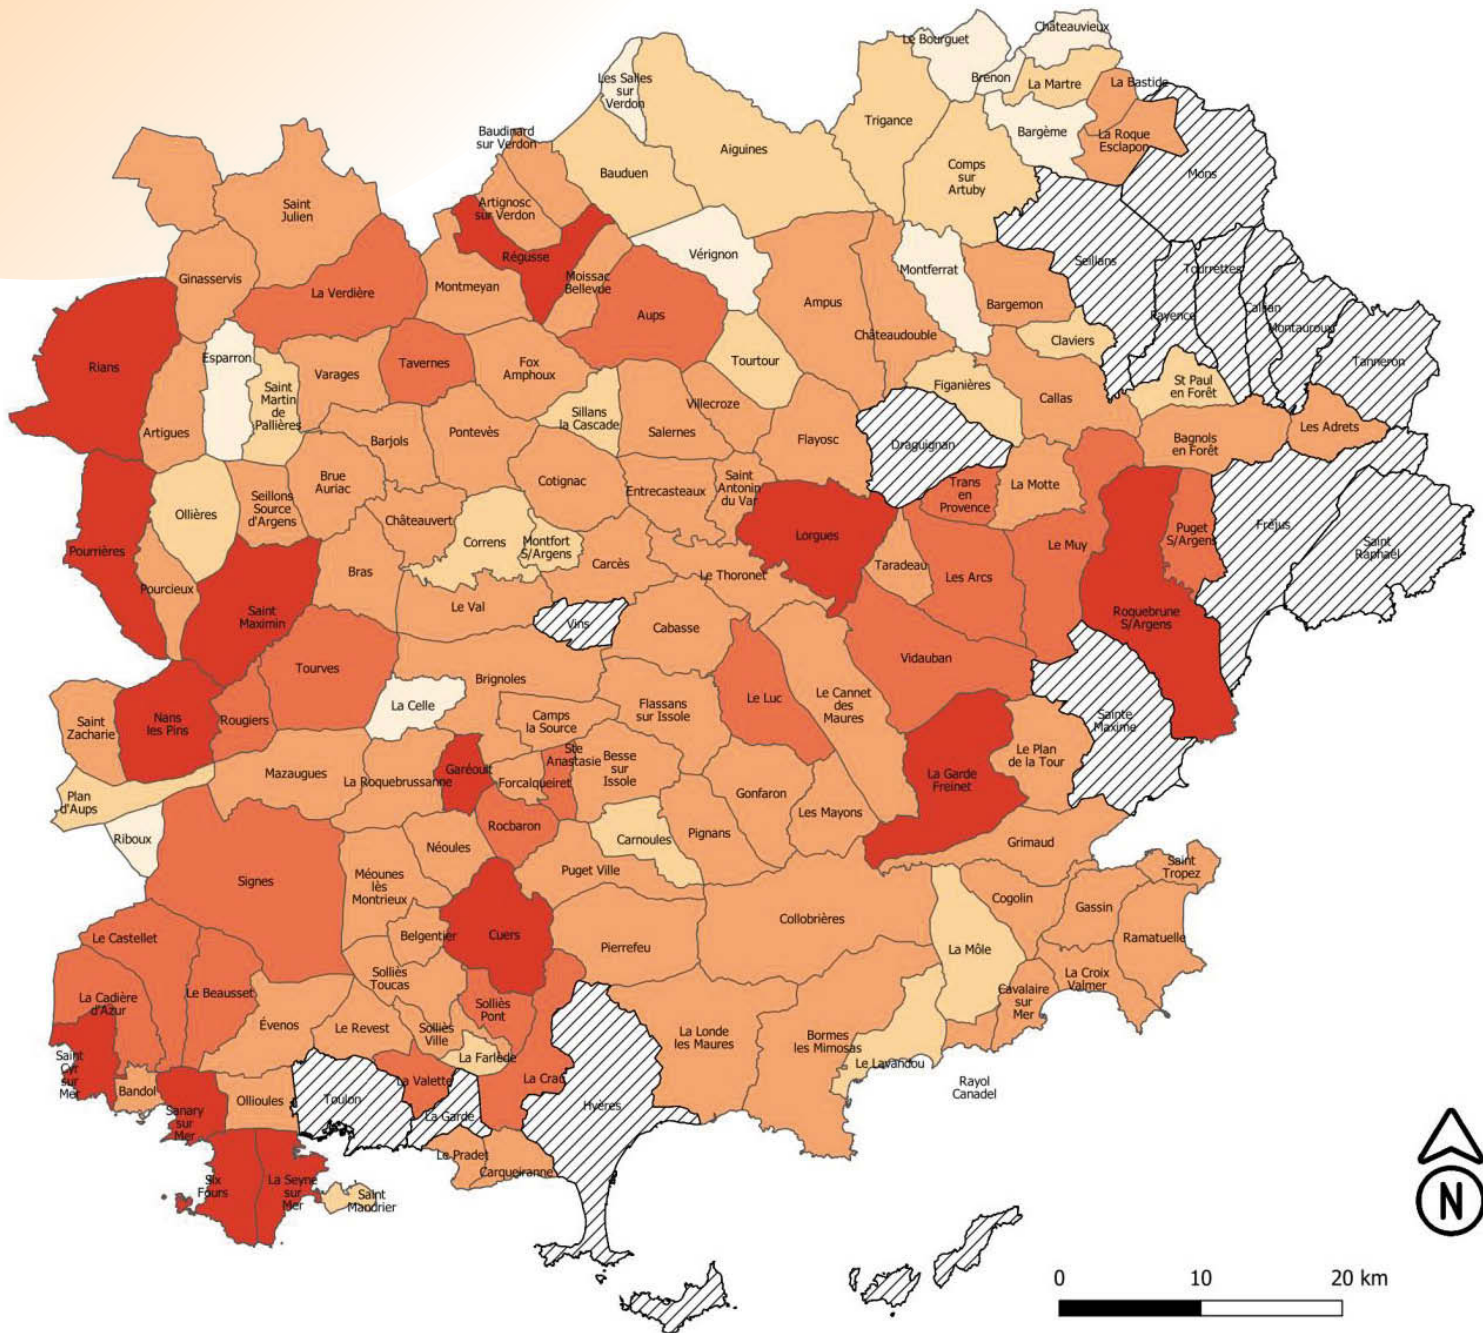 Châteauvieux
Le Bourguet
Brenon
La Martre
La Bastide
Les Salles
sur
Verdon
Trigance
Bargème
La Roque
Esclapon
Baudinard
sur Verdon
Aiguines
Bauduen
Comps
sur
Artuby
Mons
Saint
Julien
Artignosc
sur Verdon
Régusse
Vérignon
Montferrat
Seillans
Tourrettes
Ginasservis
La Verdière
Montmeyan
Moissac
Bellevue
Aups
Ampus
Châteaudouble
Bargemon
Fayence
Callian
Montauroux
Tanneron
Rians
Esparron
Varages
Tavernes
Fox
Amphoux
Tourtour
Claviers
Figanières
St Paul
en Forêt
Saint
Martin
de
Pallières
Sillans
la Cascade
Villecroze
Callas
Artigues
Barjols
Pontevès
Salernes
Flayosc
Draguignan
Bagnols
en Forêt
Les Adrets
Ollières
Seillons
Source
d'Argens
Brue
Auriac
Cotignac
Entrecasteaux
Saint
Antonin
du Var
Trans
en
Provence
La Motte
Pourrières
Châteauvert
Correns
Montfort
S/Argens
Lorgues
Puget
S/Argens
Fréjus
Saint
Raphaël
Pourcieux
Bras
Carcès
Le Thoronet
Taradeau
Les Arcs
Le Muy
Saint
Maximin
Le Val
Vins
Cabasse
Roquebrune
S/Argens
Tourves
Brignoles
Vidauban
Saint
Zacharie
Nans
les Pins
Rougiers
La Celle
Camps
la Source
Flassans
sur Issole
Le Luc
Le Cannet
des
Maures
Sainte
Maxime
Mazaugues
La Roquebrussanne
Garéoult
Forcalqueiret
Ste
Anastasie
Besse
sur
Issole
Le Plan
de la Tour
Plan
d'Aups
La Garde
Freinet
Riboux
Rocbaron
Gonfaron
Les Mayons
Néoules
Carnoules
Pignans
Grimaud
Signes
Méounes
lès
Montrieux
Puget Ville
Saint
Tropez
Cogolin
Gassin
Le Castellet
Belgentier
Cuers
Pierrefeu
Collobrières
La Môle
Ramatuelle
La Cadière
d'Azur
Le Beausset
Solliès
Toucas
La Croix
Valmer
Cavalaire
sur
Mer
Évenos
Le Revest
Solliès
Ville
Solliès
Pont
La Londe
les Maures
Bormes
les Mimosas
Saint
Cyr
sur
Mer
La Farlède
Le Lavandou
Bandol
Ollioules
Toulon
La Valette
La Crau
Hyères
Rayol
Canadel
Sanary
sur
Mer
La Garde
Le Pradet
Carqueiranne
Six
Fours
La Seyne
sur
Mer
Saint
Mandrier
N
0 10 20 km